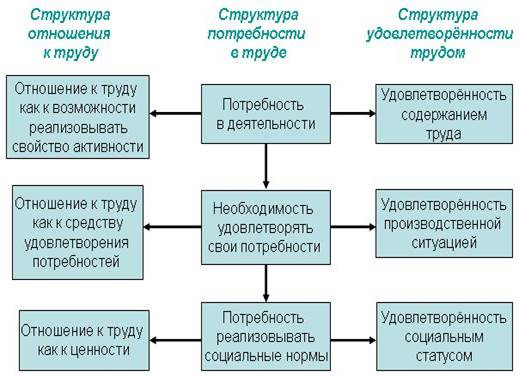 Структура
отношения
к труду
Структура
потребности
в труде
Структура
удовлетворённости
трудом
Отношение к труду
как к возможности
реализовывать
свойство активности
Потребность
в деятельности
Удовлетворённость
содержанием
труда
Отношение к труду
как к средству
удовлетворения
потребностей
Необходимость
удовлетворять
свои потребности
Удовлетворённость
производственной
ситуацией
Отношение к труду
как к ценности
Потребность
реализовывать
социальные нормы
Удовлетворённость
социальным
статусом